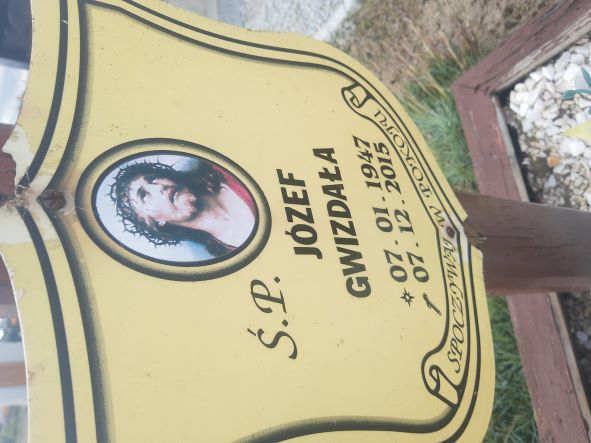 Ś.P.
JÓZEF
GWIZDAŁA
07.01.1947
07.12.2015
SPOCZYWAJ W POKOJU